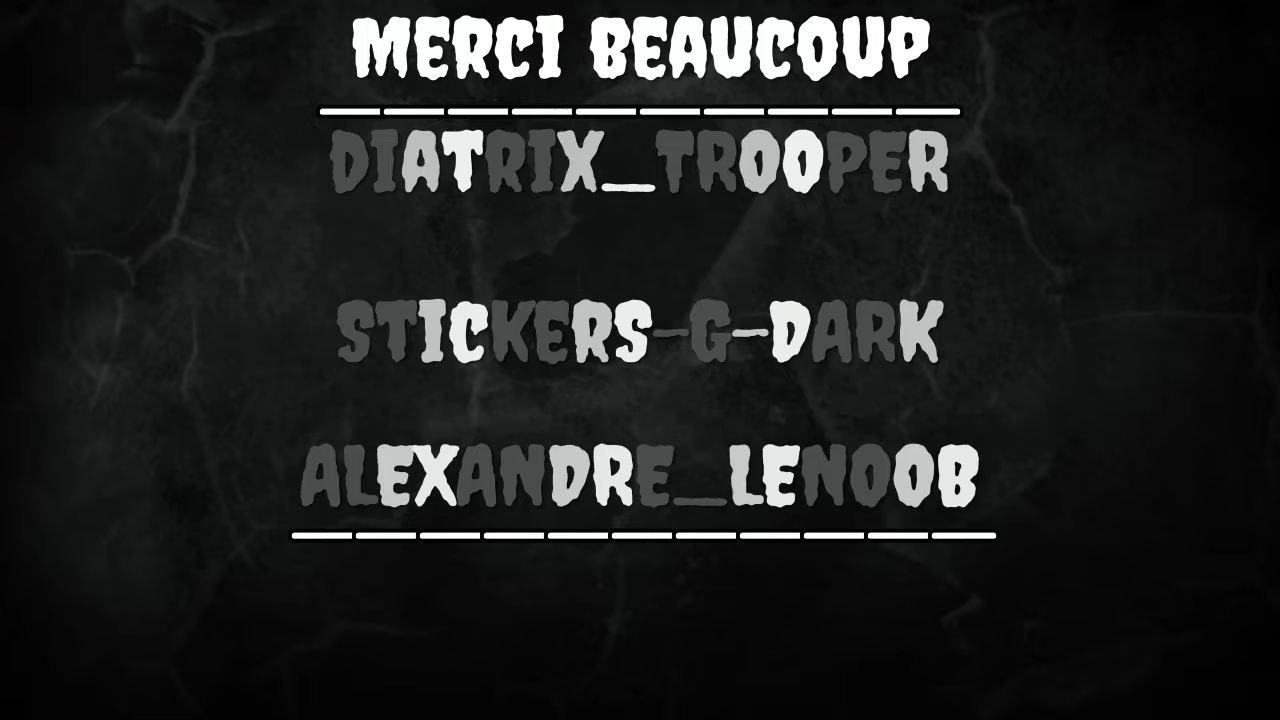 MERCI BEAUCOUP
DIATRIX_TROOPER
STICKERS-G-DARK
ALEXANDRE_LENOOB